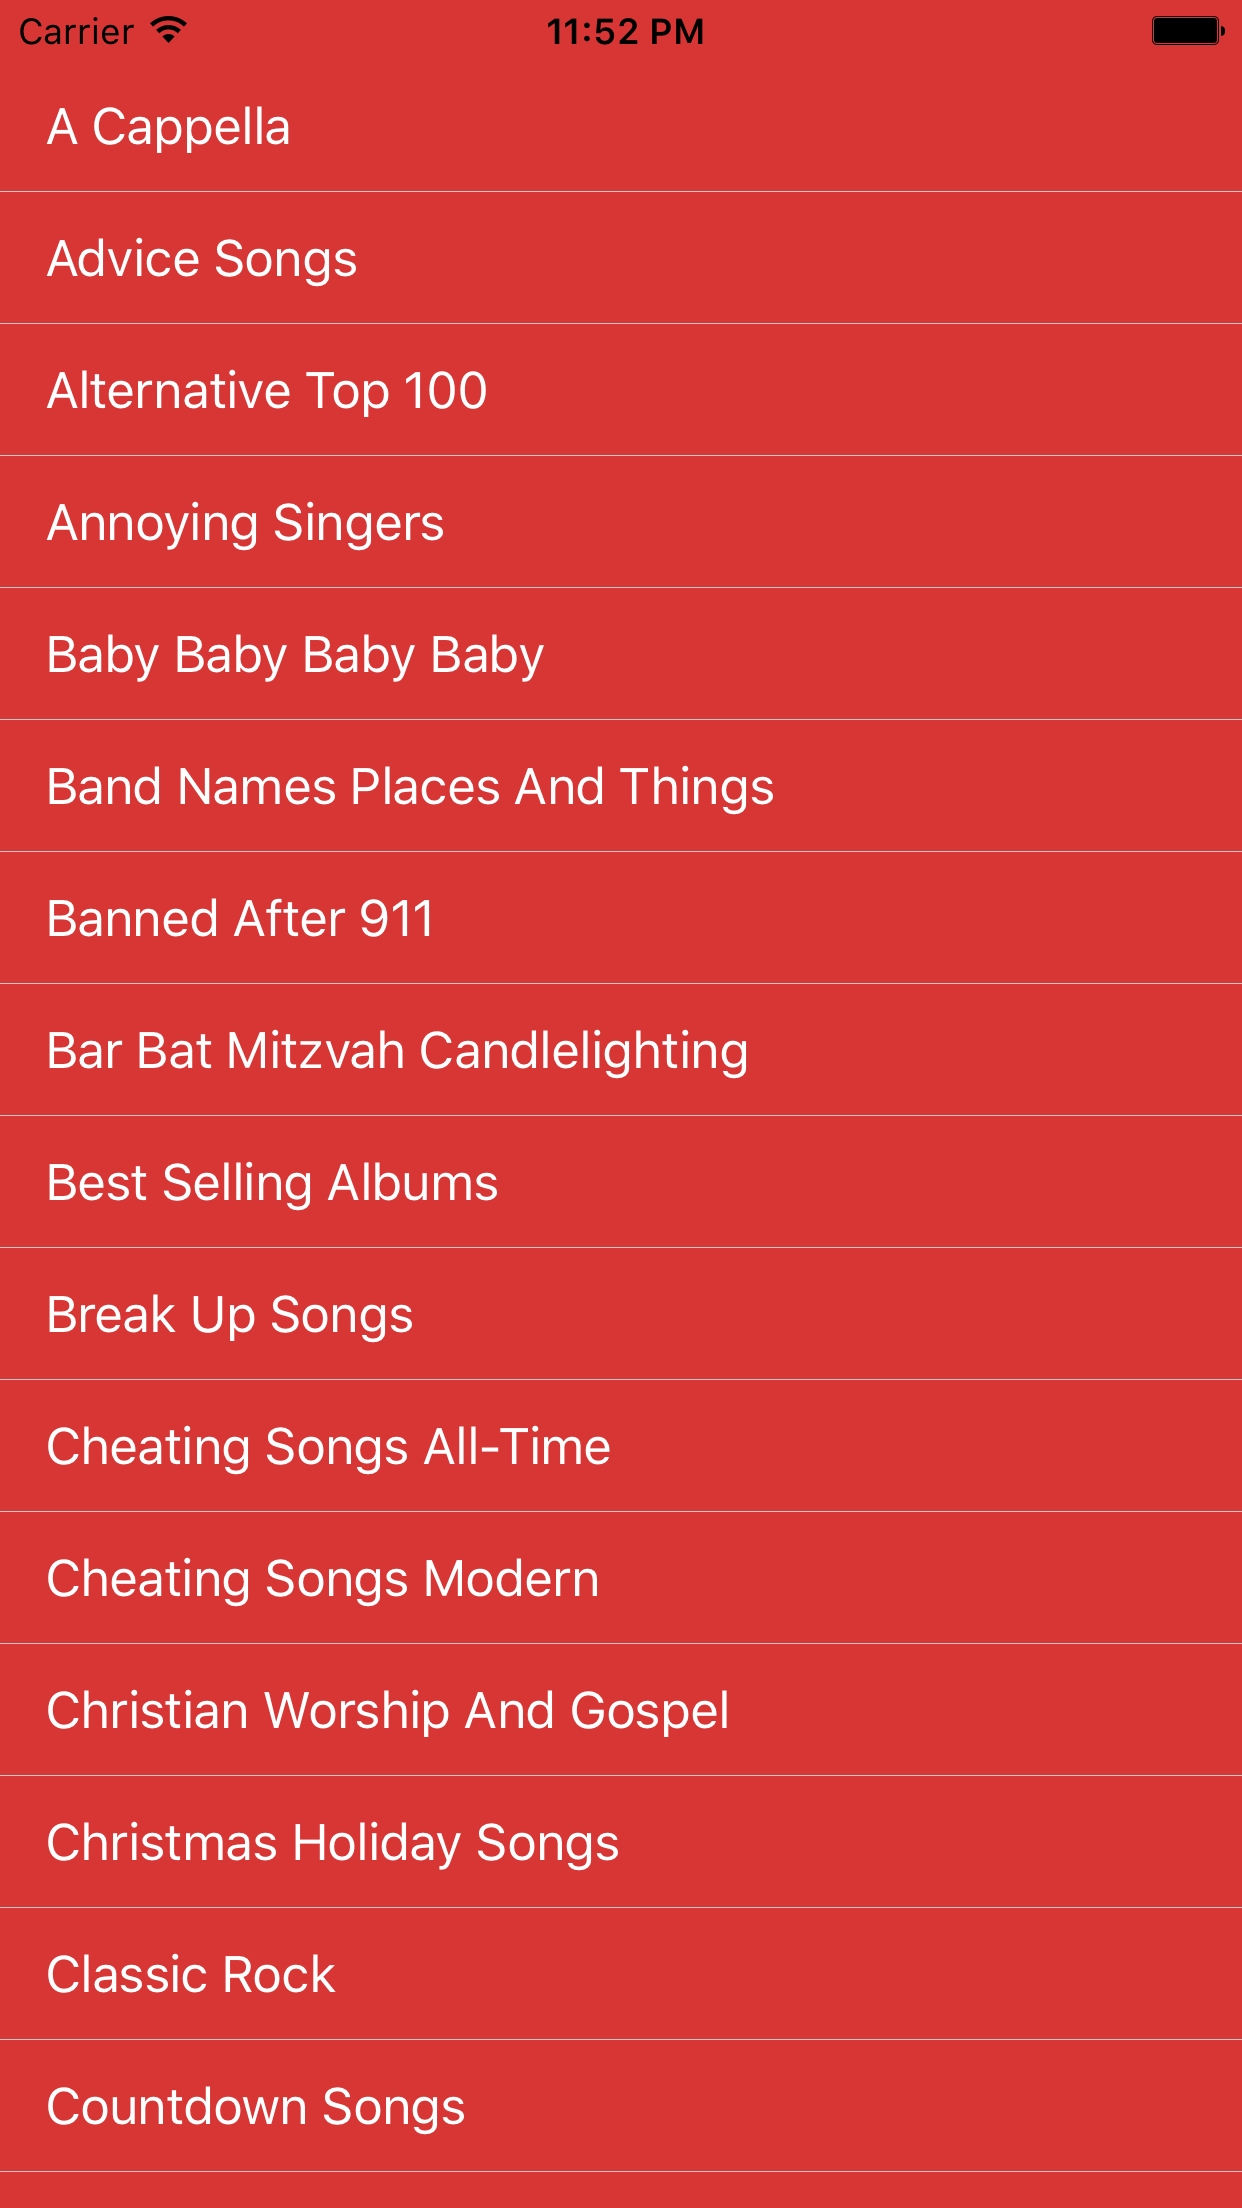 Carrier 11:52 PM
A Cappella
Advice Songs
Alternative Top 100
Annoying Singers
Baby Baby Baby Baby
Band Names Places And Things
Banned After 911
Bar Bat Mitzvah Candlelighting
Best Selling Albums
Break Up Songs
Cheating Songs All-Time
Cheating Songs Modern
Christian Worship And Gospel
Christmas Holiday Songs
Classic Rock
Countdown Songs